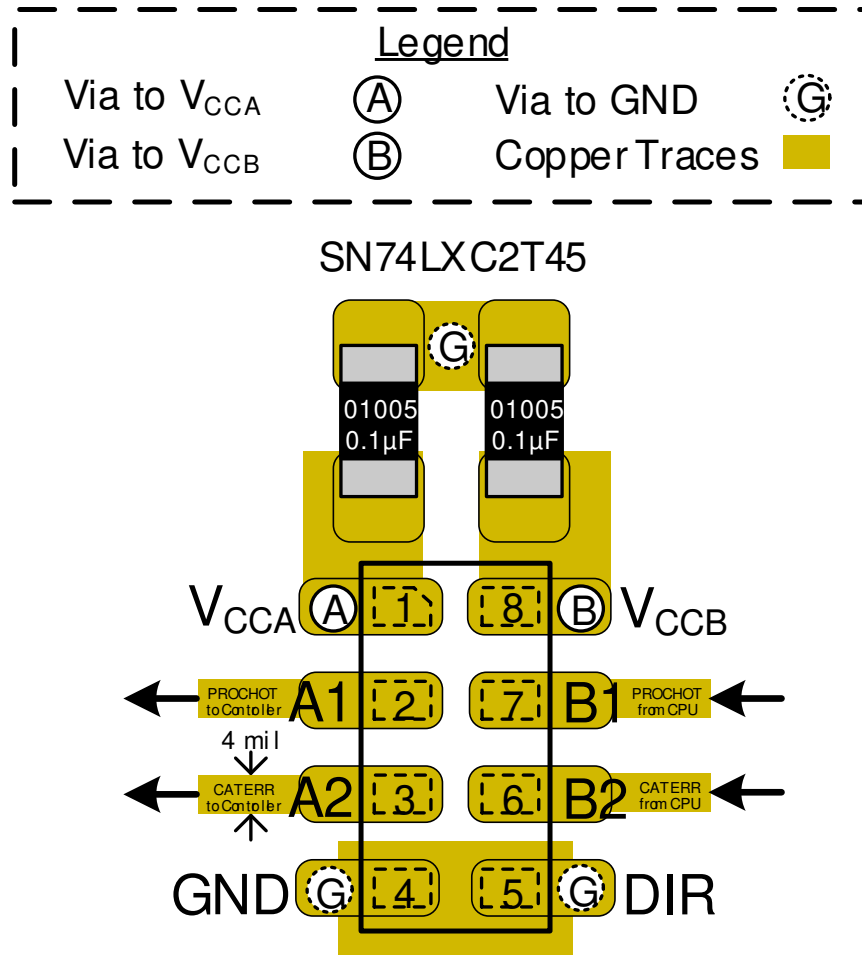 Legend
Via to VCCA A Via to GND G
Via to VCCB B Copper Traces
SN74LXC2T45
G
01005 01005
0.1µF 0.1µF
VCCA A 1 8 B VCCB
PROCHOT A1 2 7 B1 PROCHOT
to Contoller from CPU
4 mil
CATERR A2 3 6 B2 CATERR
to Contoller from CPU
GND G 4 5 G DIR